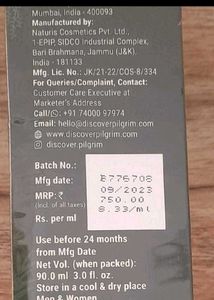 Mumbai, India - 400093
Manufactured by:
Naturis Cosmetics Pvt. Ltd.,
1-EPIP, SIDCO Industrial Complex,
Bari Brahmana, Jammu (J&K).
India - 181133
Mfg. Lic. No.: JK/21-22/COS-8/334
For Queries/Complaint, Contact:
Customer Care Executive at
Marketer's Address
Call/: +91 74000 97974
Email: hello@discoverpilgrim.com
www.discoverpilgrim.com
discover.pilgrim
Batch No.: B776708
Mfg date: 09/2023
MRP: ₹ 750.00
(Incl. of all taxes)
Rs. per ml 8.33/ml
Use before 24 months
from Mfg Date
Net Vol. (when packed):
90.0 ml 3.0 fl. oz.
Store in a cool & dry place
Men & Women